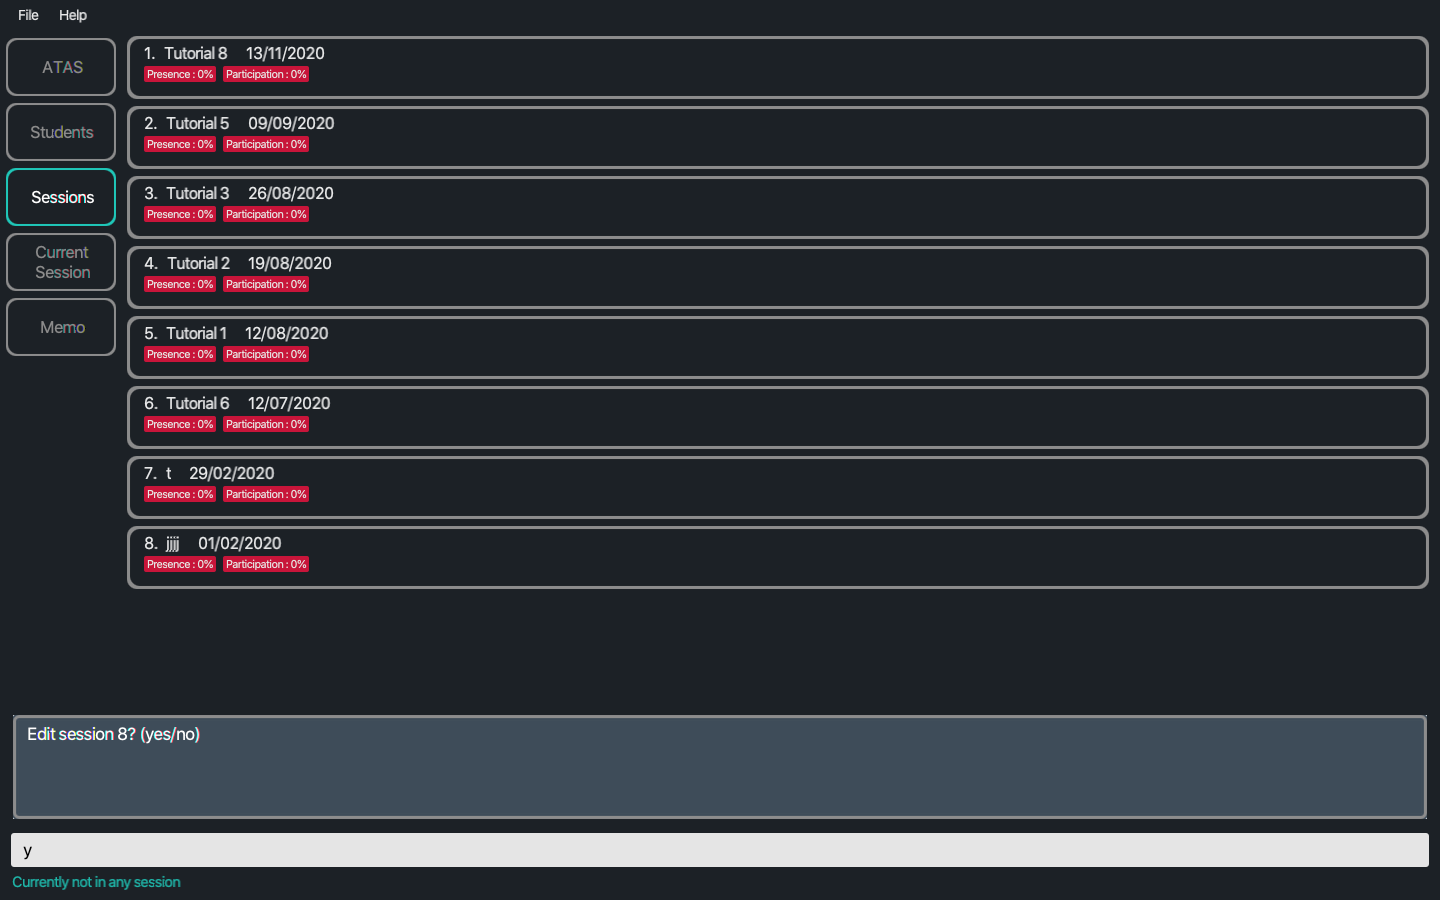 File Help
ATAS
Students
Sessions
Current
Session
Memo
1. Tutorial 8 13/11/2020
Presence : 0% Participation : 0%
2. Tutorial 5 09/09/2020
Presence : 0% Participation : 0%
3. Tutorial 3 26/08/2020
Presence : 0% Participation : 0%
4. Tutorial 2 19/08/2020
Presence : 0% Participation : 0%
5. Tutorial 1 12/08/2020
Presence : 0% Participation : 0%
6. Tutorial 6 12/07/2020
Presence : 0% Participation : 0%
7. t 29/02/2020
Presence : 0% Participation : 0%
8. jjjj 01/02/2020
Presence : 0% Participation : 0%
Edit session 8? (yes/no)
y
Currently not in any session